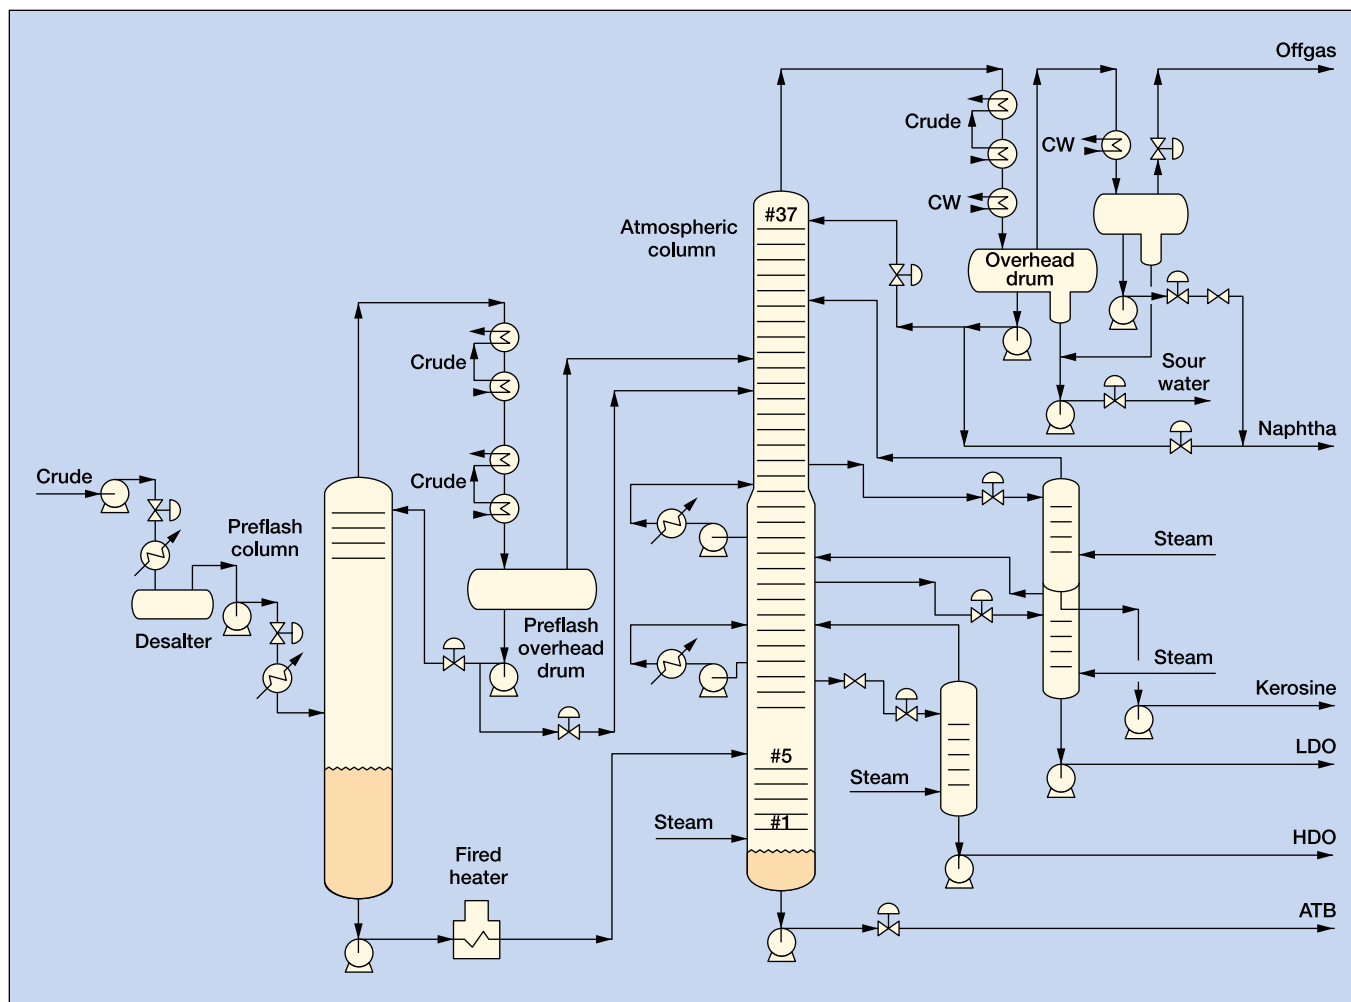 Offgas
Crude
CW
CW
#37
Atmospheric
column
Overhead
drum
Crude
Sour
water
Naphtha
Crude
Crude
Preflash
column
Steam
Desalter
Preflash
overhead
drum
Steam
Kerosine
#5
LDO
Steam
Steam
#1
Fired
heater
HDO
ATB